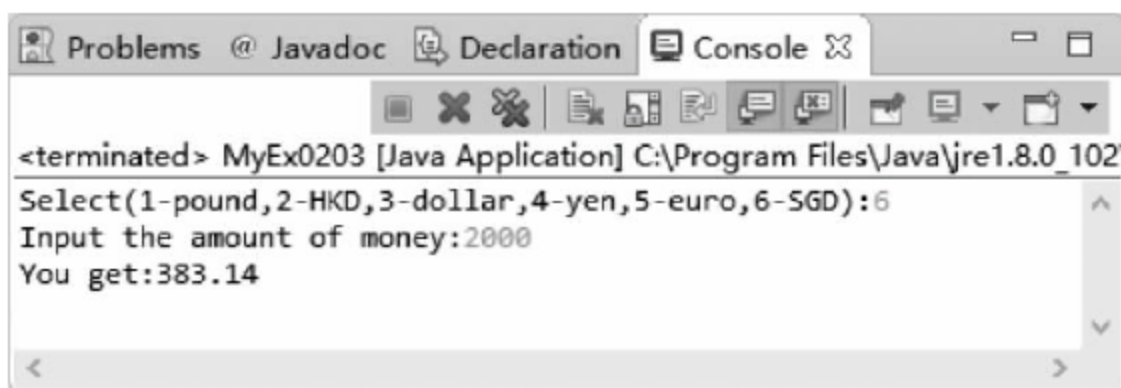 Problems @ Javadoc Declaration Console
<terminated> MyEx0203 [Java Application] C:\Program Files\Java\jre1.8.0_102
Select(1-pound,2-HKD,3-dollar,4-yen,5-euro,6-SGD):6
Input the amount of money:2000
You get:383.14